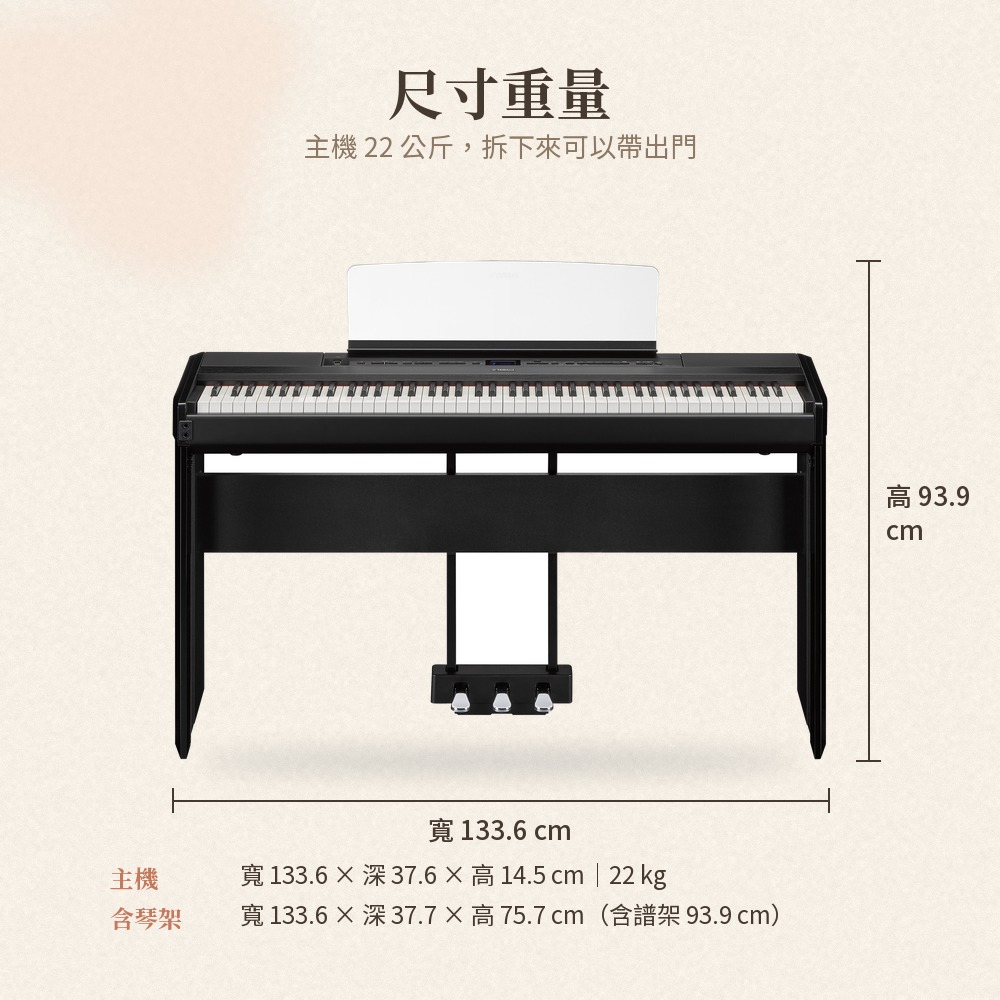 尺寸重量
主機 22 公斤，拆下來可以帶出門
高 93.9
cm
寬 133.6 cm
主機 寬 133.6 × 深 37.6 × 高 14.5 cm｜22 kg
含琴架 寬 133.6 × 深 37.7 × 高 75.7 cm（含譜架 93.9 cm）